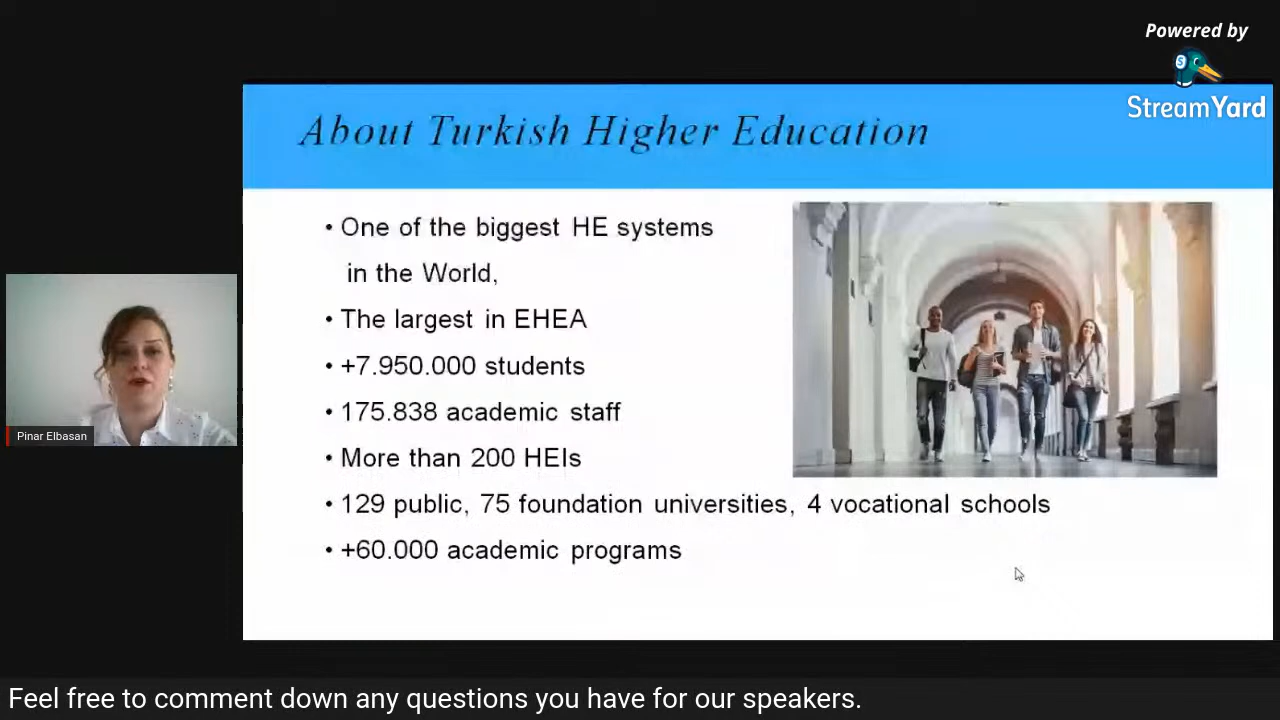 Powered by
StreamYard
About Turkish Higher Education
• One of the biggest HE systems
in the World,
• The largest in EHEA
• +7.950.000 students
• 175.838 academic staff
• More than 200 HEIs
• 129 public, 75 foundation universities, 4 vocational schools
• +60.000 academic programs
Pinar Elbasan
Feel free to comment down any questions you have for our speakers.